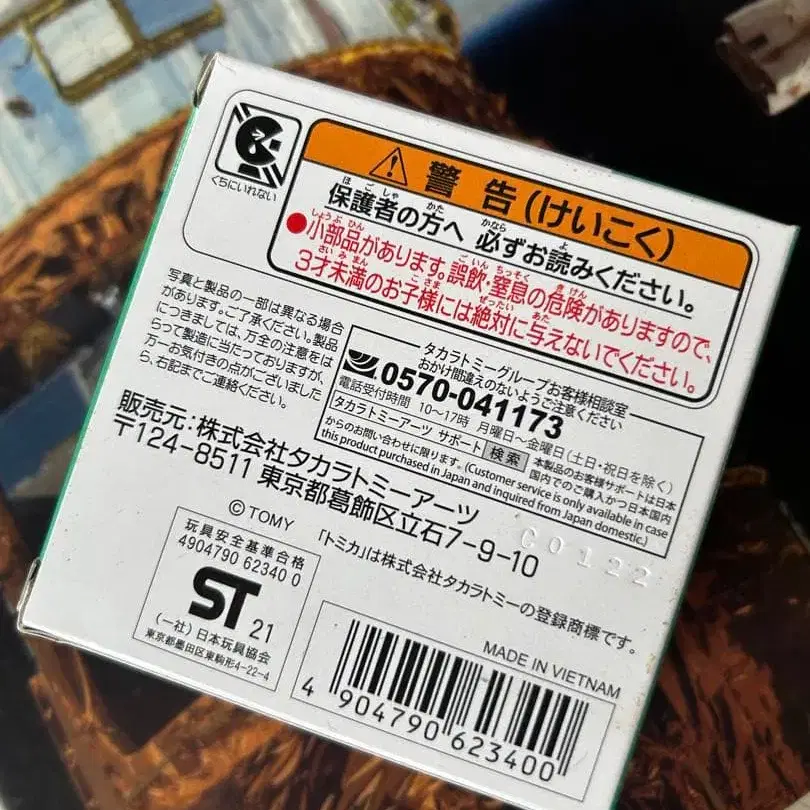 くちにいれない
⚠ 警告(けいこく)
保護者の方へ 必ずお読みください。
●小部品があります。誤飲・窒息の危険がありますので、
3才未満のお子様には絶対に与えないでください。
写真と製品の一部は異なる場合
があります。ご了承ください。製品
につきましては、万全の注意をは
らって製造に当たっておりますが、
万一お気付きの点がございました
ら、右記までご連絡ください。
タカラトミーグループお客様相談室
おかけ間違えのないようご注意ください
0570-041173
電話受付時間 10〜17時 月曜日〜金曜日(土日・祝日を除く)
タカラトミーアーツ サポート 検索
本製品のお客様サポートは日本
国内でのご購入かつ日本国内
からのお問い合わせに限ります。(Customer service is only available in case
this product purchased in Japan and inquired from Japan domestic.)
販売元:株式会社タカラトミーアーツ
〒124-8511 東京都葛飾区立石7-9-10
© TOMY 「トミカ」は株式会社タカラトミーの登録商標です。
C0122
玩具安全基準合格
4904790 62340 0
ST 21
(一社)日本玩具協会
東京都墨田区東駒形4-22-4
MADE IN VIETNAM
4 904790 623400